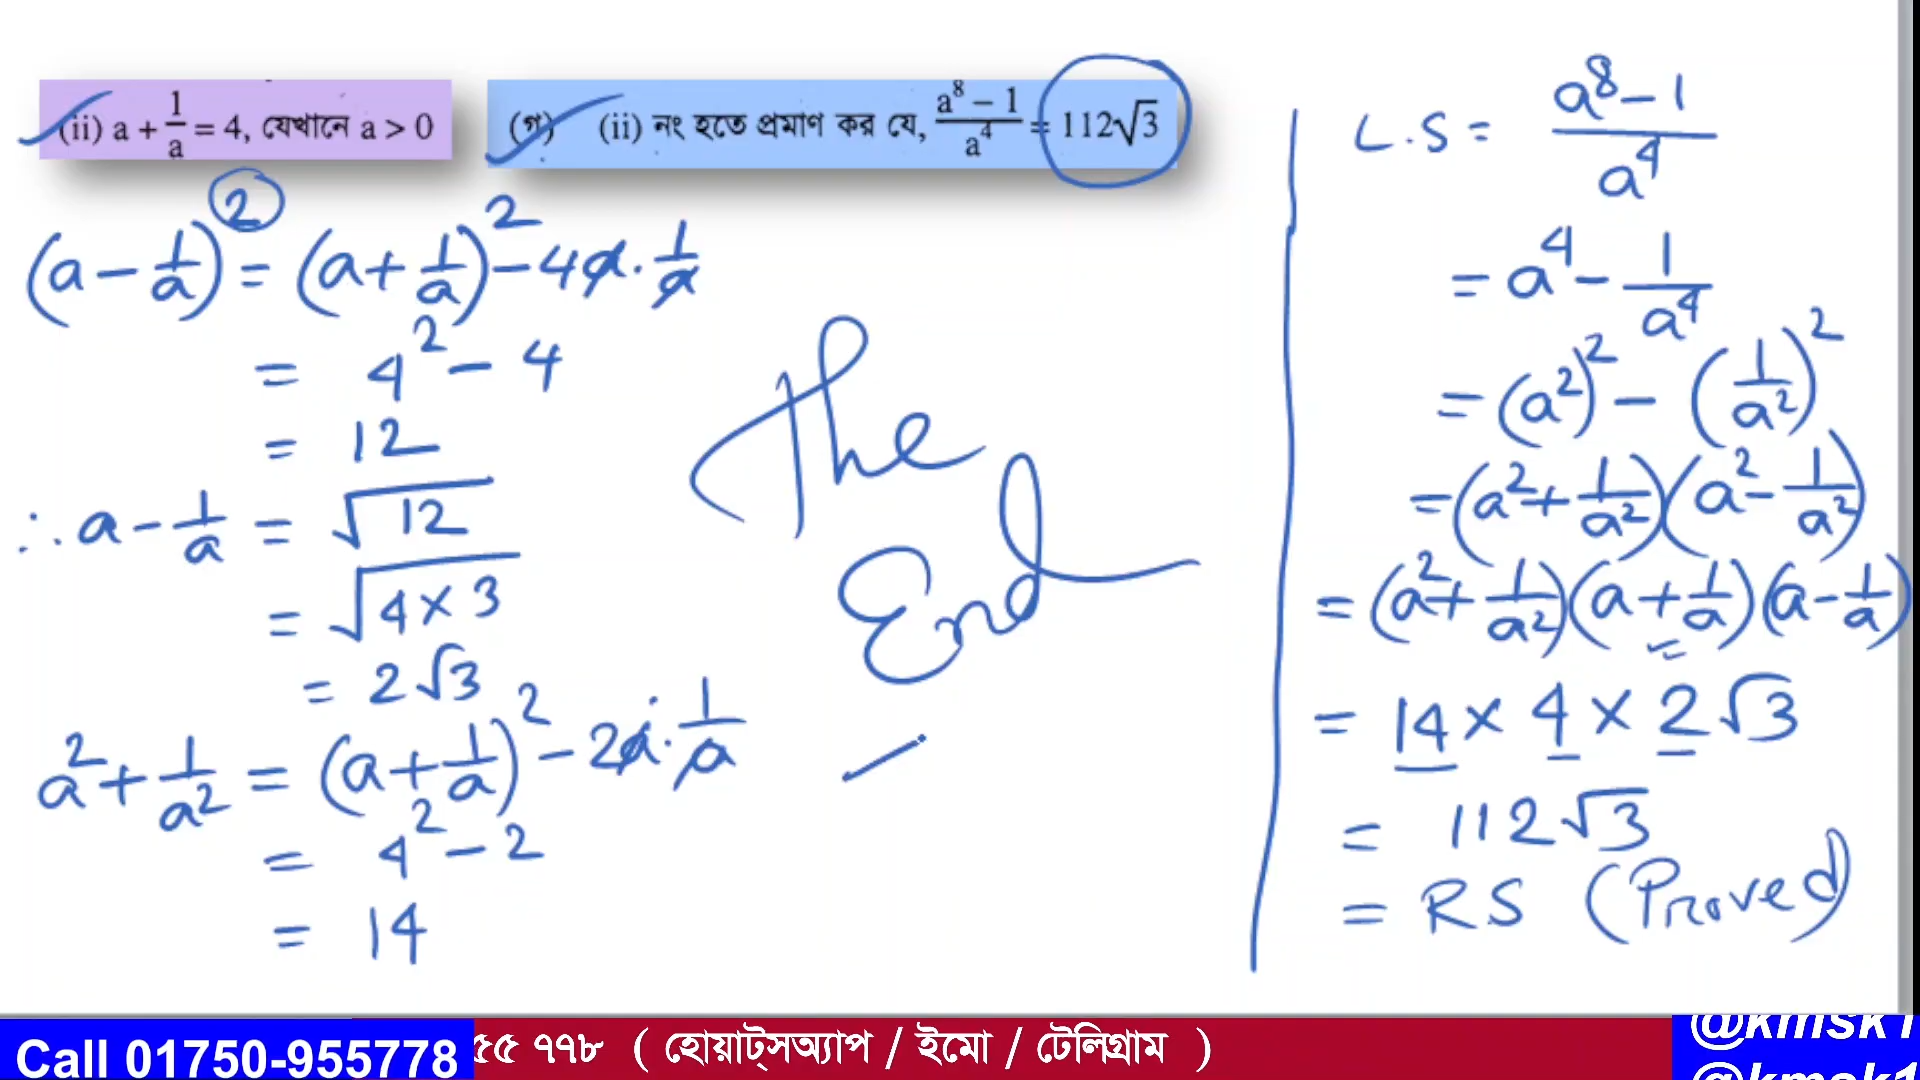 (ii) a + 1/a = 4, যেখানে a > 0
(গ) (ii) নং হতে প্রমাণ কর যে, (a⁸ − 1)/a⁴ = 112√3
(a − 1/a)² = (a + 1/a)² − 4a · 1/a
= 4² − 4
= 12
∴ a − 1/a = √12
= √(4 × 3)
= 2√3
a² + 1/a² = (a + 1/a)² − 2a · 1/a
= 4² − 2
= 14
The
End
L.S = (a⁸ − 1)/a⁴
= a⁴ − 1/a⁴
= (a²)² − (1/a²)²
= (a² + 1/a²)(a² − 1/a²)
= (a² + 1/a²)(a + 1/a)(a − 1/a)
= 14 × 4 × 2√3
= 112√3
= RS (Proved)
Call 01750-955778
৫৫ ৭৭৮ ( হোয়াট্সঅ্যাপ / ইমো / টেলিগ্রাম )
@kmsk1
@kmsk1